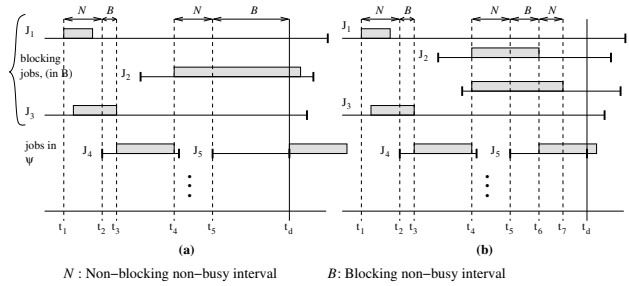 N B N B
N B N B N
J1
blocking
jobs, (in B)
J2
J3
jobs in
ψ
J4
J5
t1 t2 t3 t4 t5 td
(a)
J1
J2
J3
J4
J5
t1 t2 t3 t4 t5 t6 t7 td
(b)
N : Non−blocking non−busy interval
B: Blocking non−busy interval